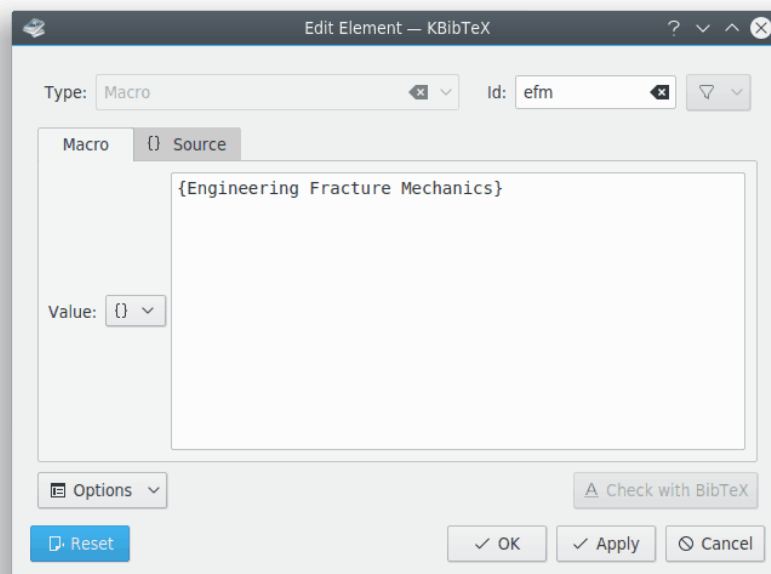 Edit Element — KBibTeX
Type: Macro Id: efm
Macro {} Source
{Engineering Fracture Mechanics}
Value: {}
Options Check with BibTeX
Reset OK Apply Cancel